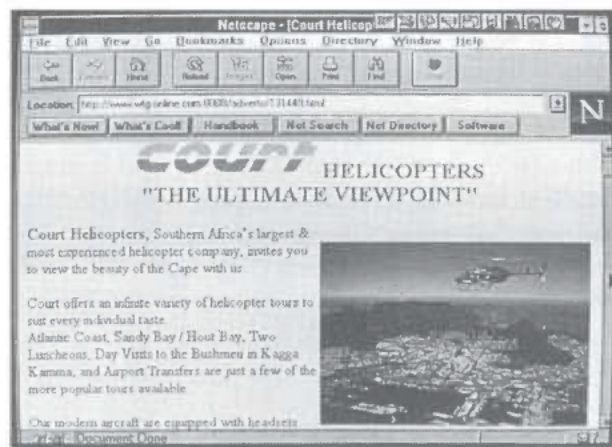 Netscape - [Court Helicop
File Edit View Go Bookmarks Options Directory Window Help
Back Home Reload Images Open Print Find
Location:
What's New! What's Cool! Handbook Net Search Net Directory Software
N
court HELICOPTERS
"THE ULTIMATE VIEWPOINT"
Court Helicopters, Southern Africa's largest &
most experienced helicopter company, invites you
to view the beauty of the Cape with us
Court offers an infinite variety of helicopter tours to
suit every individual taste
Atlantic Coast, Sandy Bay / Hout Bay, Two
Luncheons, Day Visits to the Bushmen in Kagga
Kamma, and Airport Transfers are just a few of the
more popular tours available
Our modern aircraft are equipped with headsets
Document Done